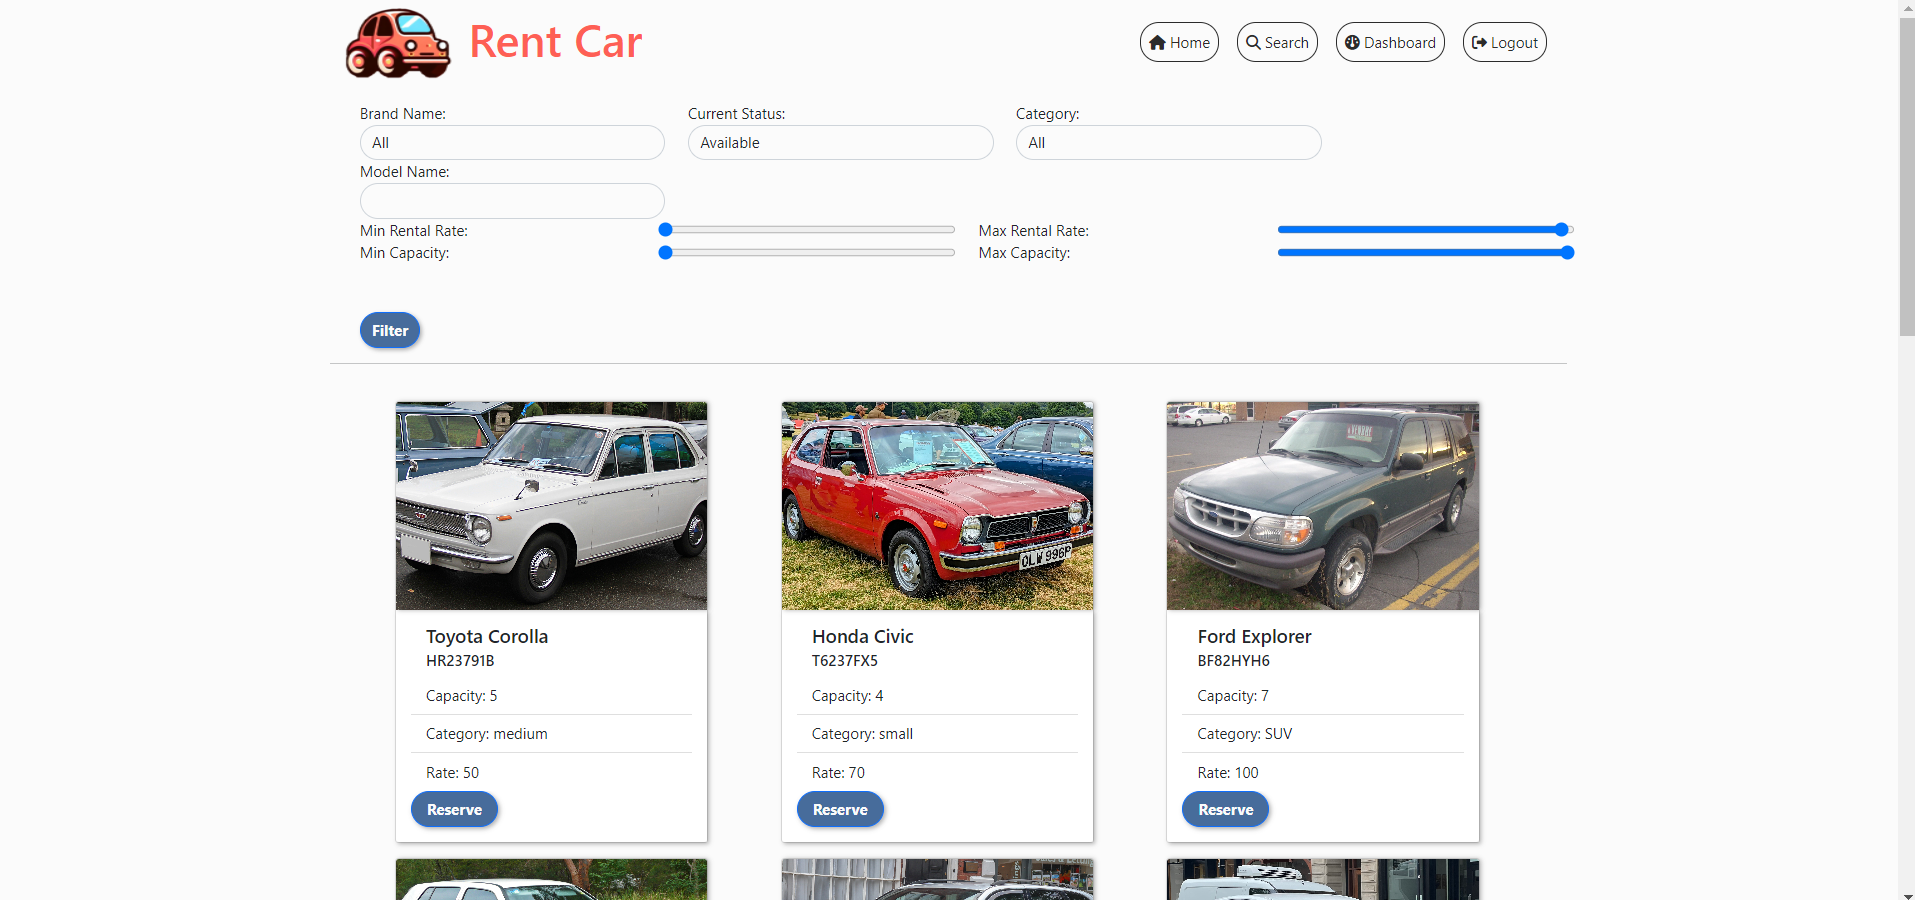 Rent Car
Home Search Dashboard Logout
Brand Name: Current Status: Category:
All Available All
Model Name:
Min Rental Rate: Max Rental Rate:
Min Capacity: Max Capacity:
Filter
OLW 996P
Toyota Corolla
HR23791B
Capacity: 5
Category: medium
Rate: 50
Reserve
Honda Civic
T6237FX5
Capacity: 4
Category: small
Rate: 70
Reserve
Ford Explorer
BF82HYH6
Capacity: 7
Category: SUV
Rate: 100
Reserve